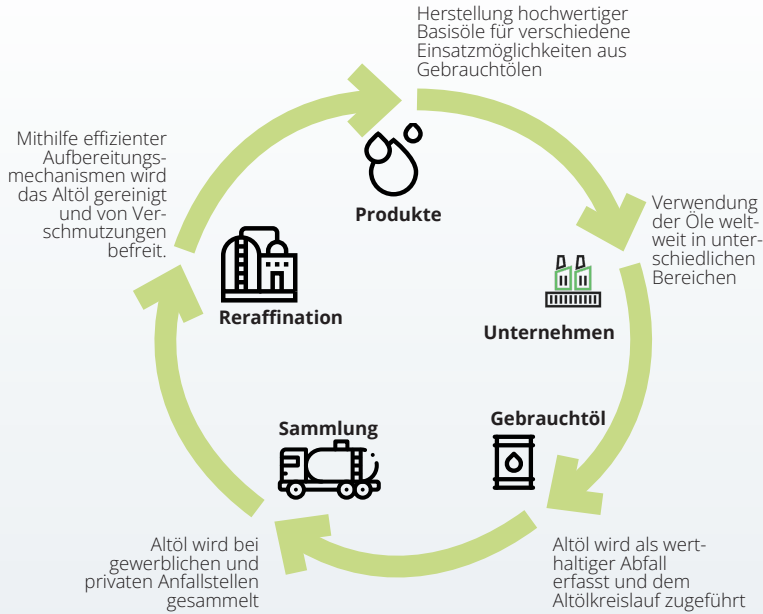 Herstellung hochwertiger
Basisöle für verschiedene
Einsatzmöglichkeiten aus
Gebrauchtölen
Produkte
Verwendung
der Öle welt-
weit in unter-
schiedlichen
Bereichen
Unternehmen
Gebrauchtöl
Altöl wird als wert-
haltiger Abfall
erfasst und dem
Altölkreislauf zugeführt
Sammlung
Altöl wird bei
gewerblichen und
privaten Anfallstellen
gesammelt
Reraffination
Mithilfe effizienter
Aufbereitungs-
mechanismen wird
das Altöl gereinigt
und von Ver-
schmutzungen
befreit.